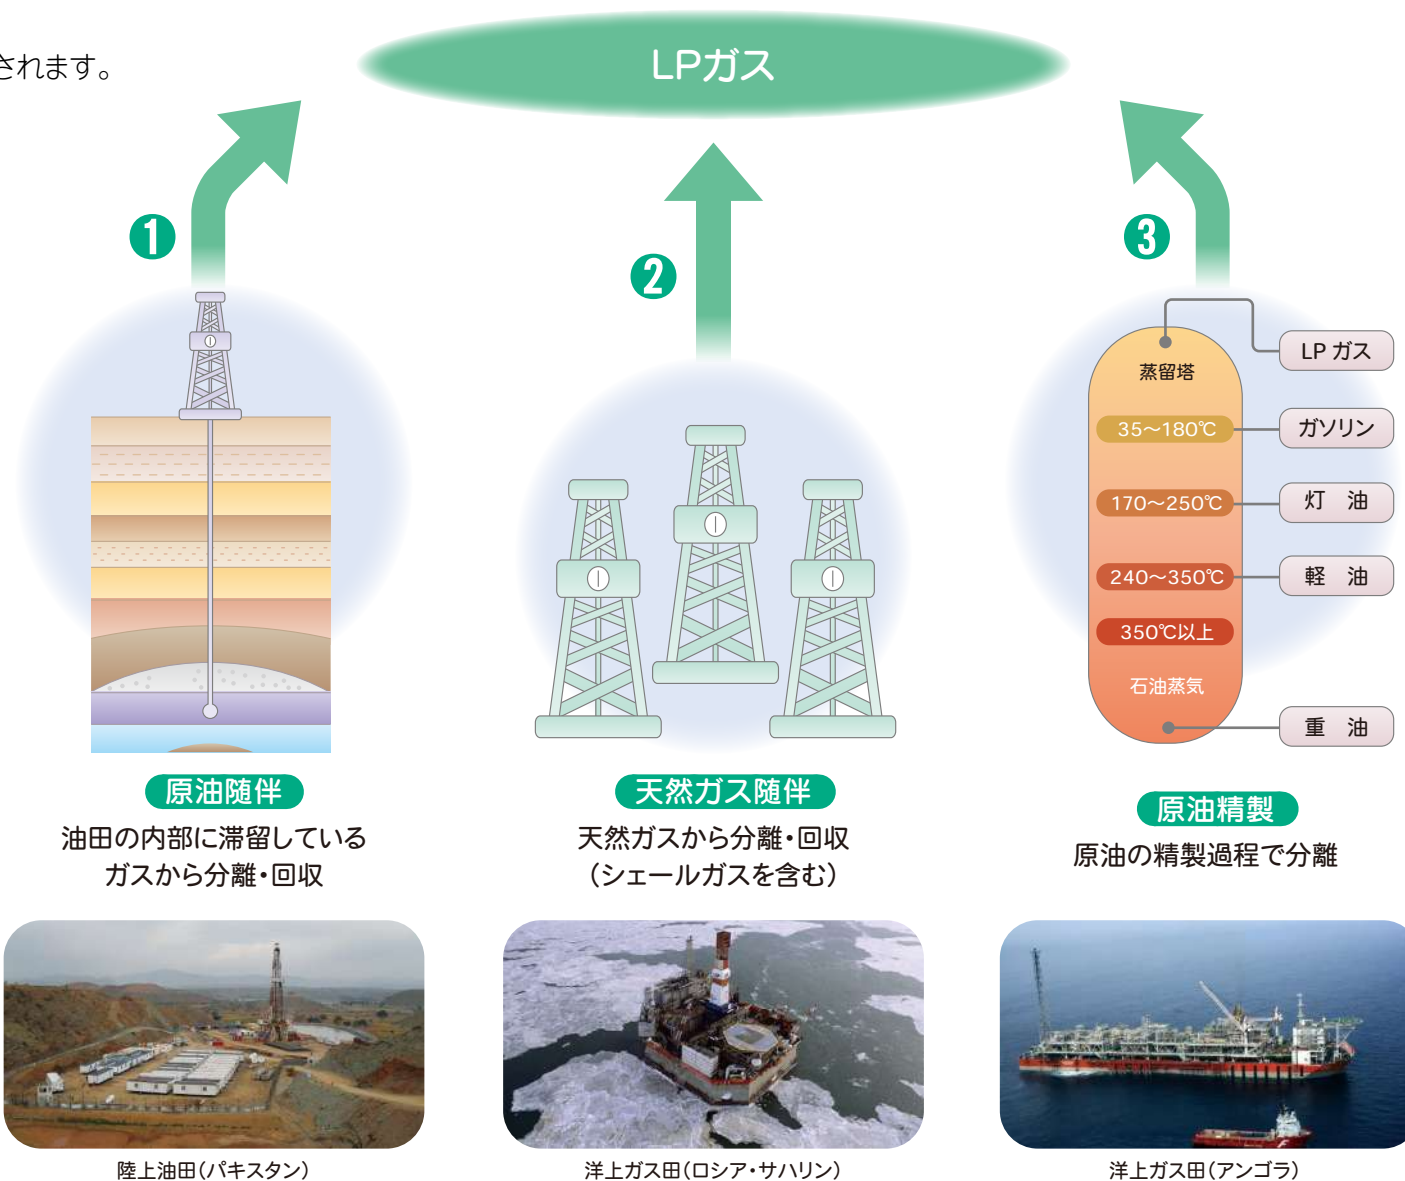 されます。
LPガス
1
2
3
蒸留塔
35〜180℃
170〜250℃
240〜350℃
350℃以上
石油蒸気
LP ガス
ガソリン
灯　油
軽　油
重　油
原油随伴
油田の内部に滞留している
ガスから分離・回収
天然ガス随伴
天然ガスから分離・回収
（シェールガスを含む）
原油精製
原油の精製過程で分離
陸上油田（パキスタン）
洋上ガス田（ロシア・サハリン）
洋上ガス田（アンゴラ）